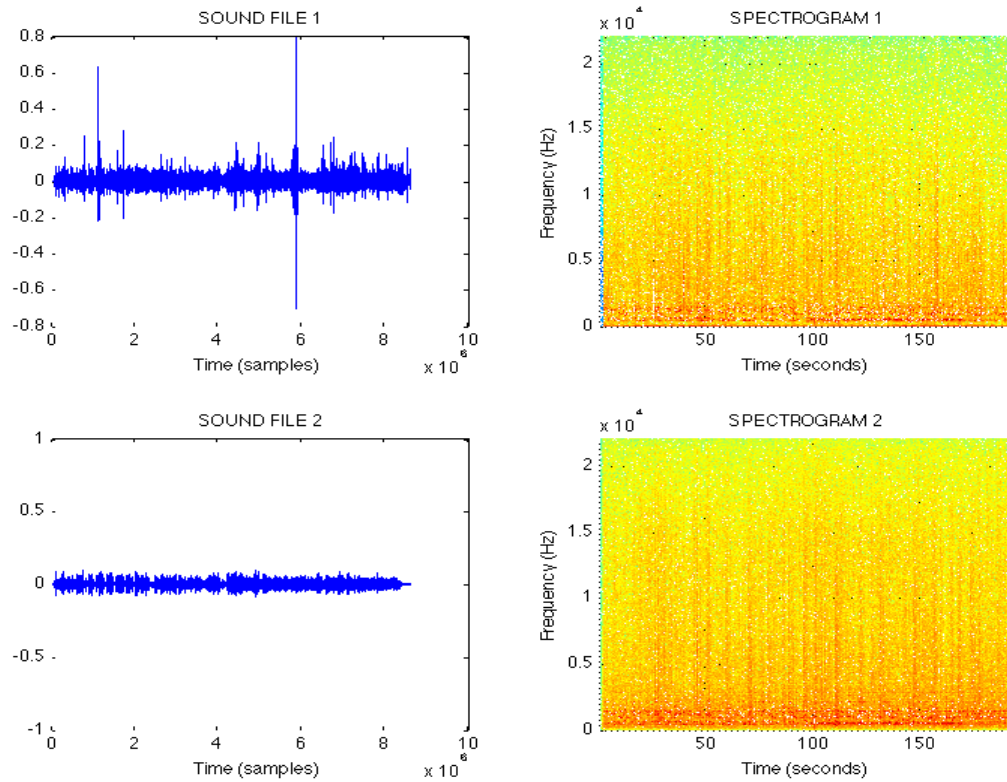 SOUND FILE 1
0.8
0.6
0.4
0.2
0
-0.2
-0.4
-0.6
-0.8
0 2 4 6 8 10
Time (samples)
x 10^6
SPECTROGRAM 1
x 10^4
2
1.5
1
0.5
0
Frequency (Hz)
50 100 150
Time (seconds)
SOUND FILE 2
1
0.5
0
-0.5
-1
0 2 4 6 8 10
Time (samples)
x 10^6
SPECTROGRAM 2
x 10^4
2
1.5
1
0.5
0
Frequency (Hz)
50 100 150
Time (seconds)